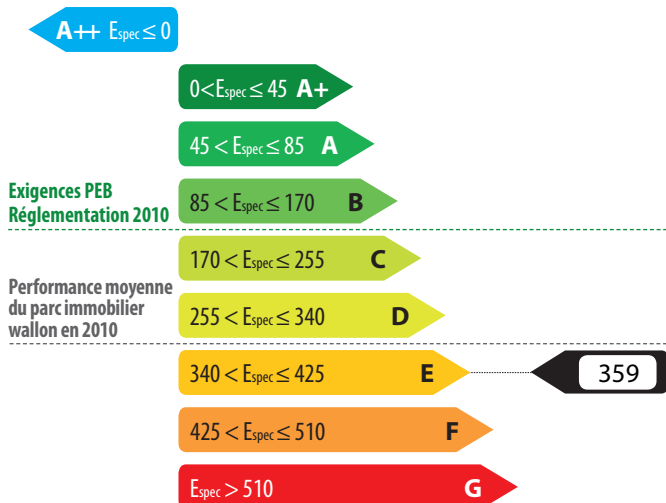 A++ Espec ≤ 0
0<Espec ≤ 45 A+
45 < Espec ≤ 85 A
Exigences PEB
Réglementation 2010
85 < Espec ≤ 170 B
170 < Espec ≤ 255 C
Performance moyenne
du parc immobilier
wallon en 2010
255 < Espec ≤ 340 D
340 < Espec ≤ 425 E
359
425 < Espec ≤ 510 F
Espec > 510 G